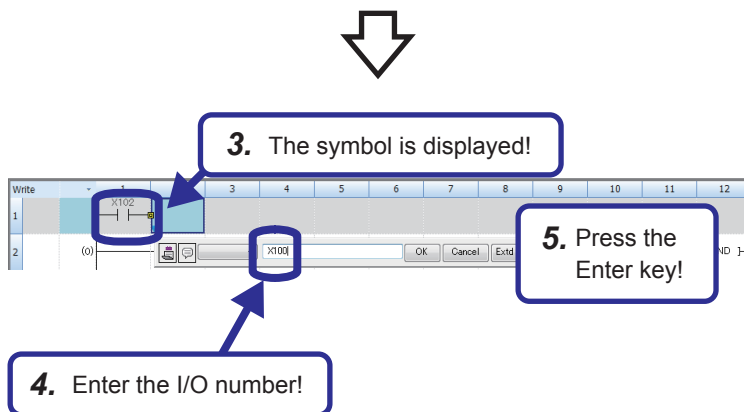 3. The symbol is displayed!
Write 1 3 4 5 6 7 8 9 10 11 12
X102
1
5. Press the
Enter key!
2 (0) X100 OK Cancel Extd ND
4. Enter the I/O number!